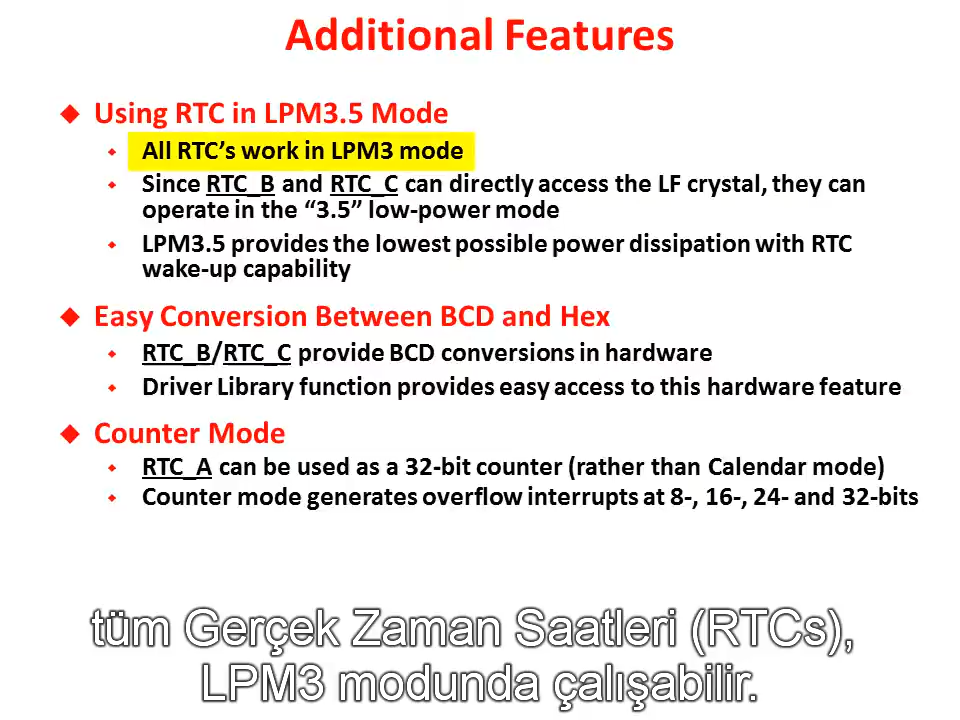 Additional Features
Using RTC in LPM3.5 Mode
All RTC's work in LPM3 mode
Since RTC_B and RTC_C can directly access the LF crystal, they can
operate in the “3.5” low-power mode
LPM3.5 provides the lowest possible power dissipation with RTC
wake-up capability
Easy Conversion Between BCD and Hex
RTC_B/RTC_C provide BCD conversions in hardware
Driver Library function provides easy access to this hardware feature
Counter Mode
RTC_A can be used as a 32-bit counter (rather than Calendar mode)
Counter mode generates overflow interrupts at 8-, 16-, 24- and 32-bits
tüm Gerçek Zaman Saatleri (RTCs),
LPM3 modunda çalışabilir.